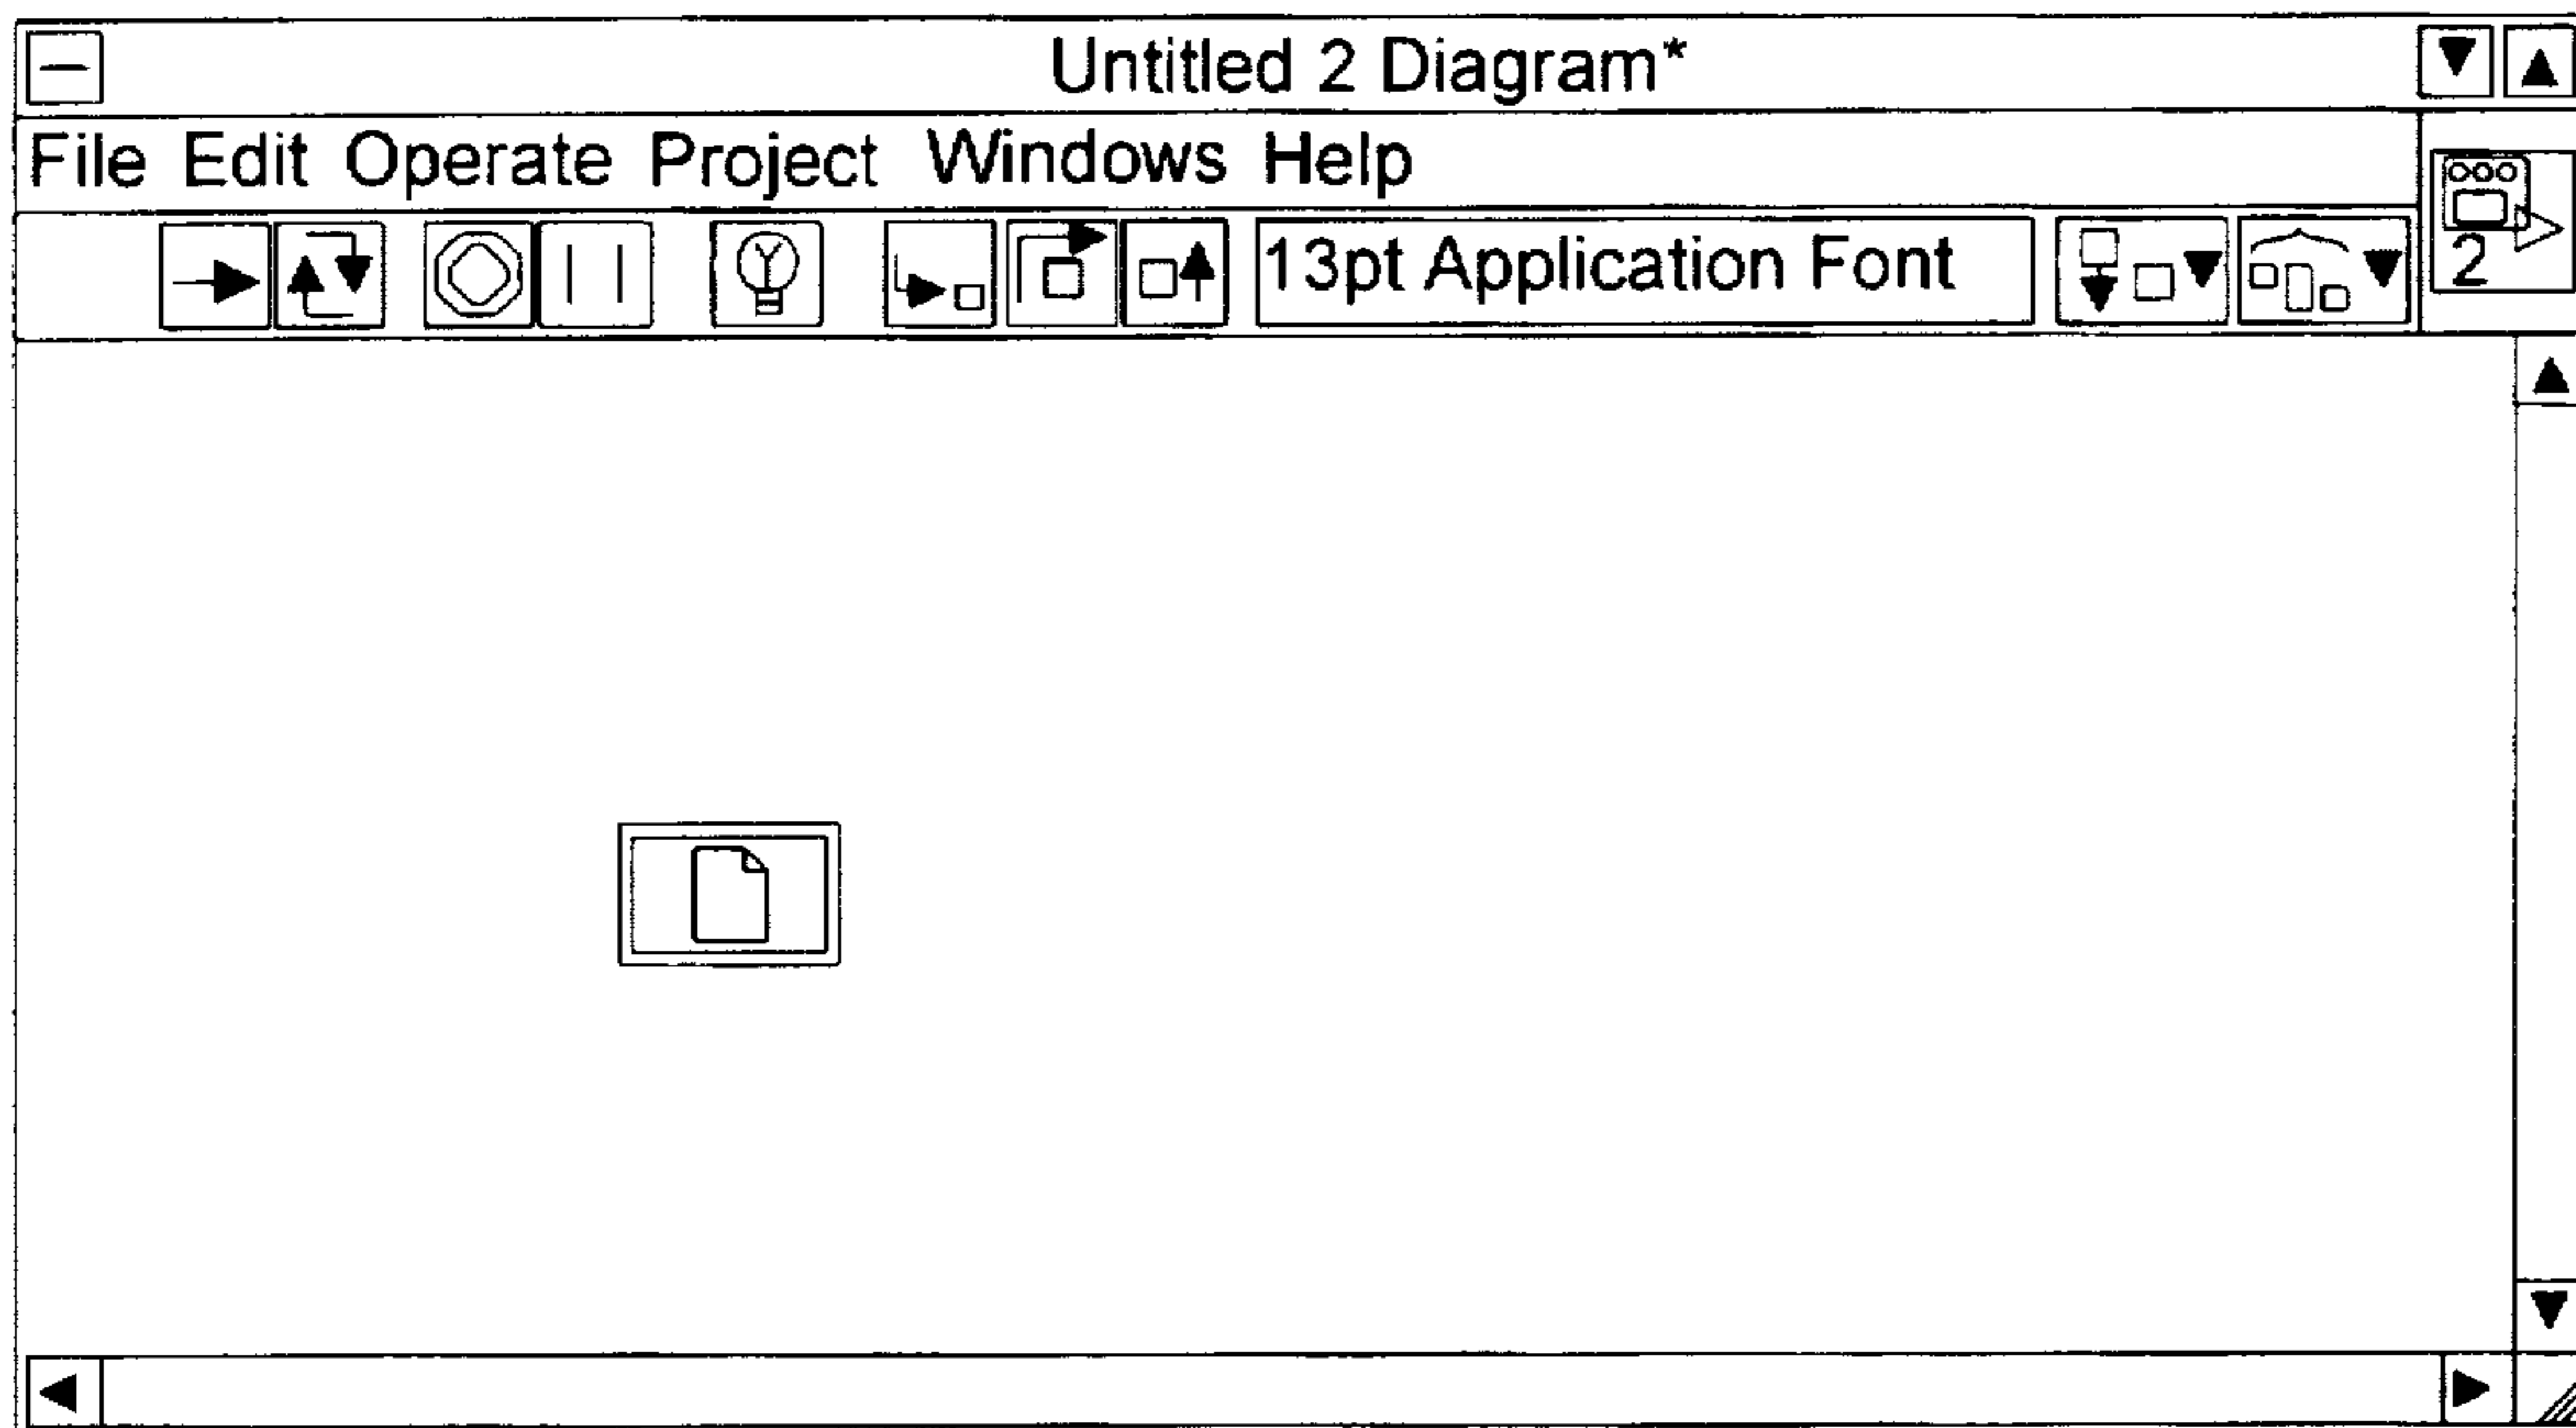 Untitled 2 Diagram*
File Edit Operate Project Windows Help
13pt Application Font
2